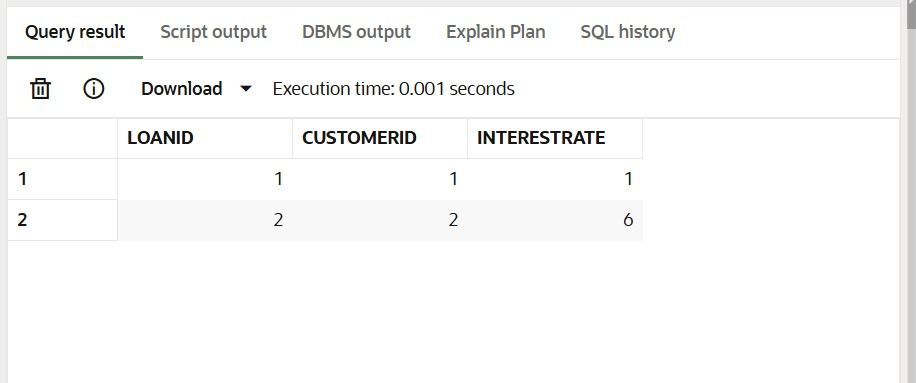 Query result Script output DBMS output Explain Plan SQL history
Download Execution time: 0.001 seconds
LOANID CUSTOMERID INTERESTRATE
1 1 1 1
2 2 2 6